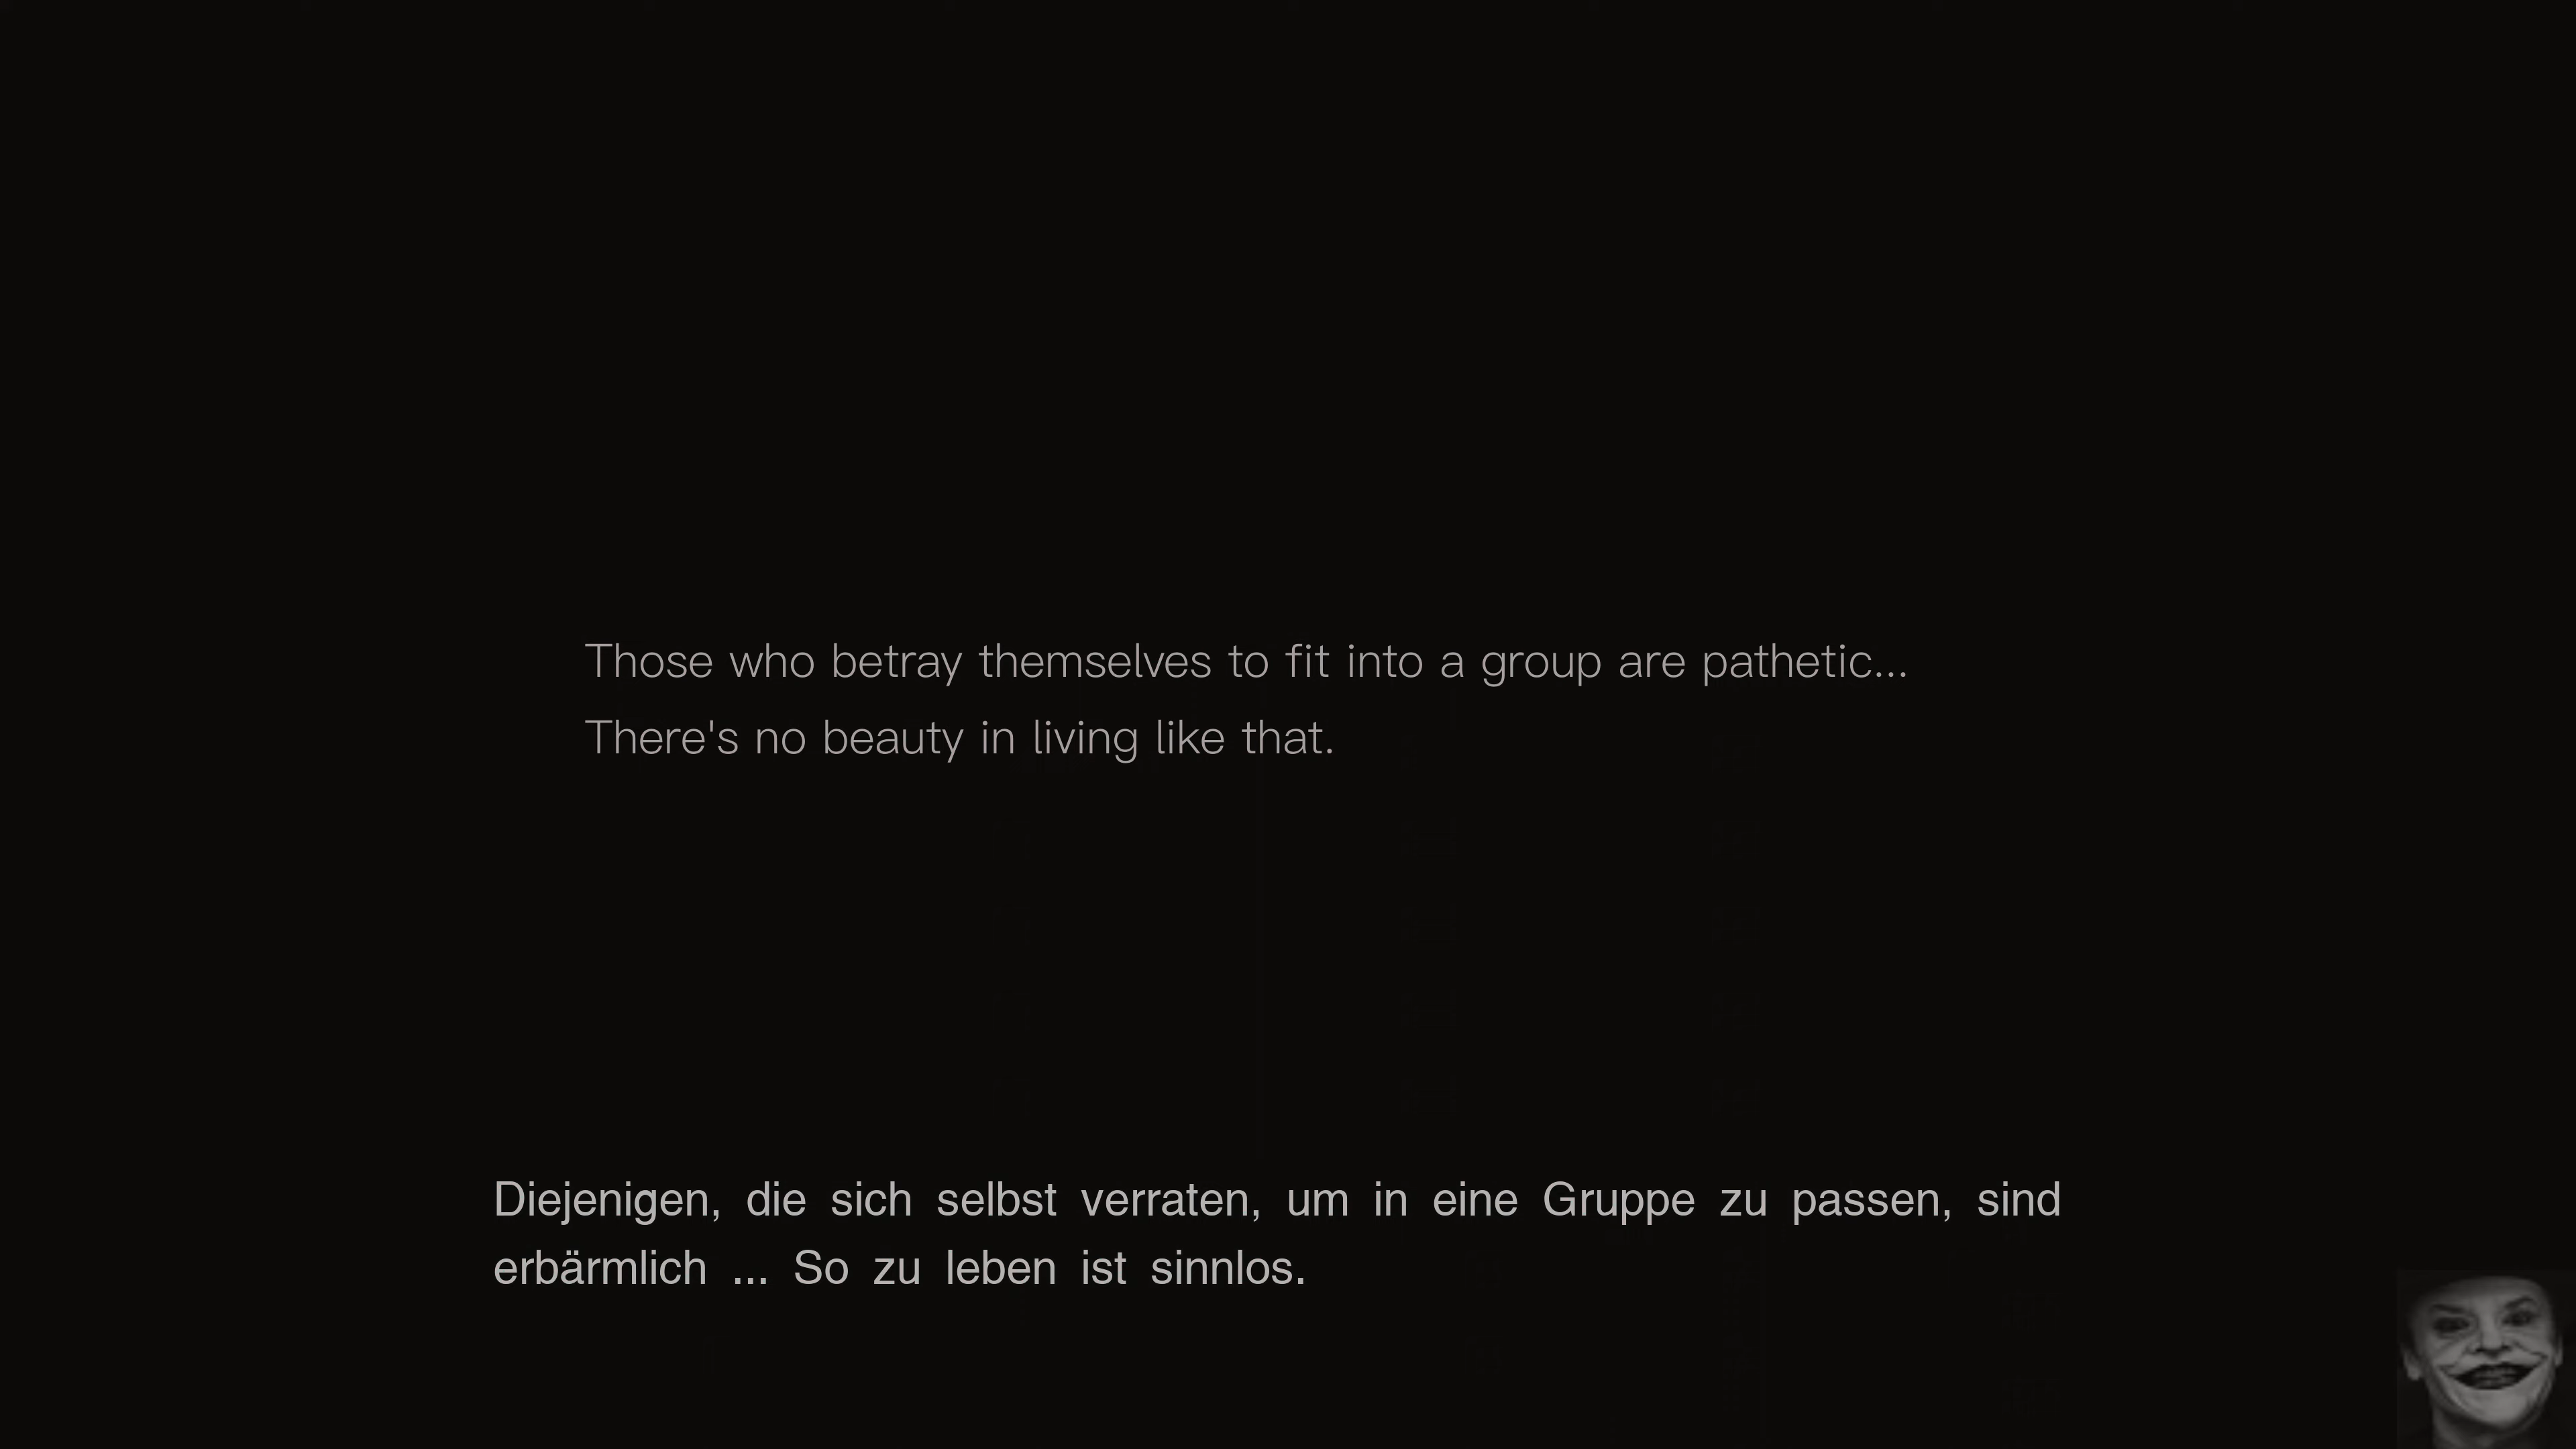 Those who betray themselves to fit into a group are pathetic...
There's no beauty in living like that.
Diejenigen, die sich selbst verraten, um in eine Gruppe zu passen, sind
erbärmlich ... So zu leben ist sinnlos.